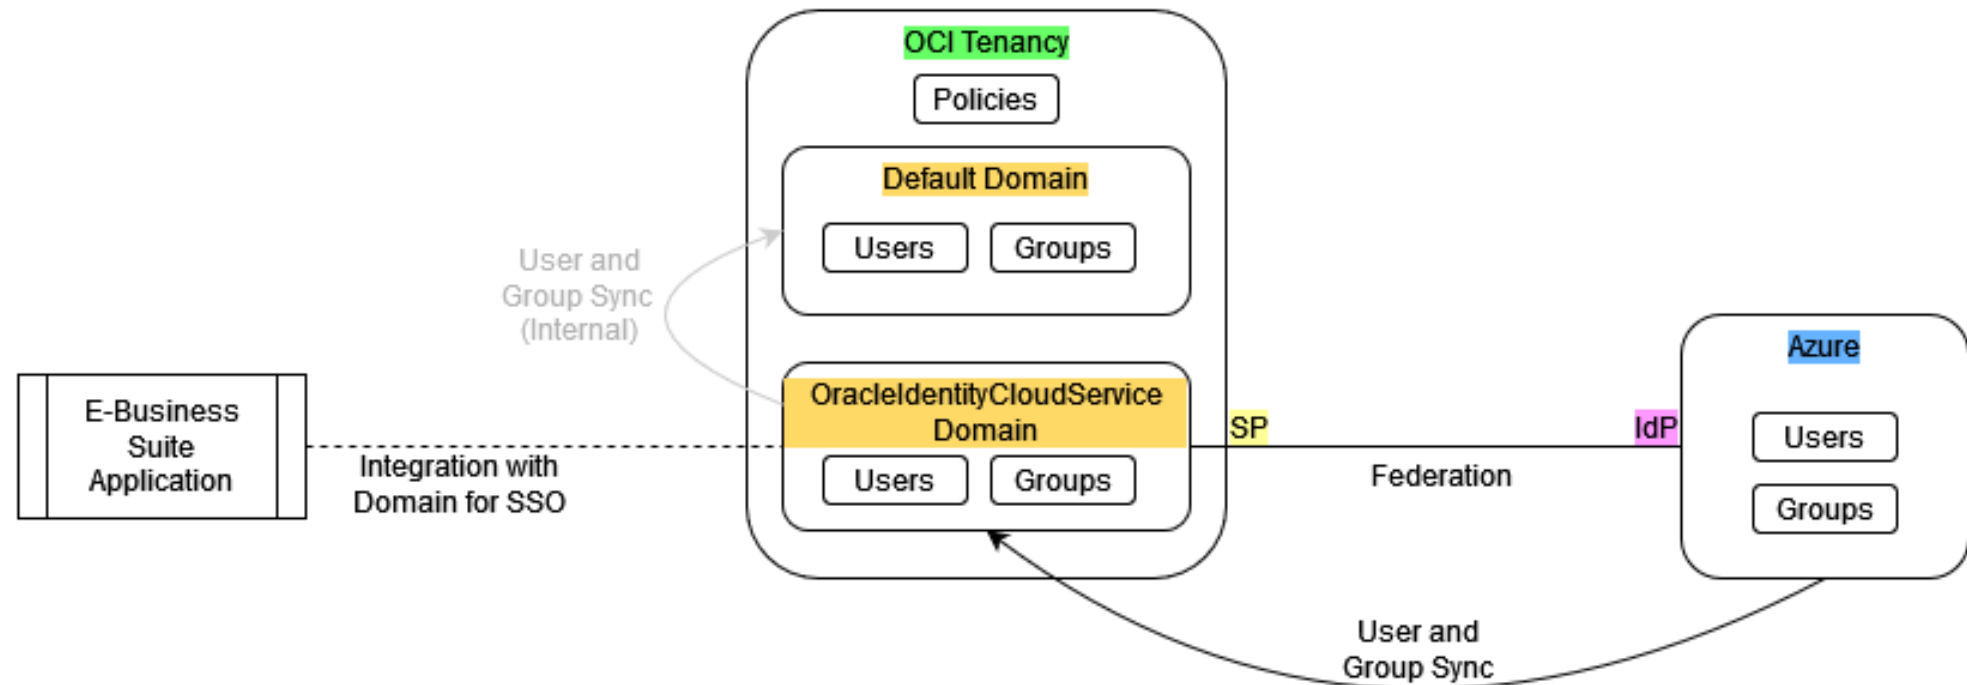 OCI Tenancy
Policies
Default Domain
Users
Groups
User and
Group Sync
(Internal)
E-Business
Suite
Application
Integration with
Domain for SSO
OracleIdentityCloudService
Domain
Users
Groups
SP
IdP
Federation
Azure
Users
Groups
User and
Group Sync